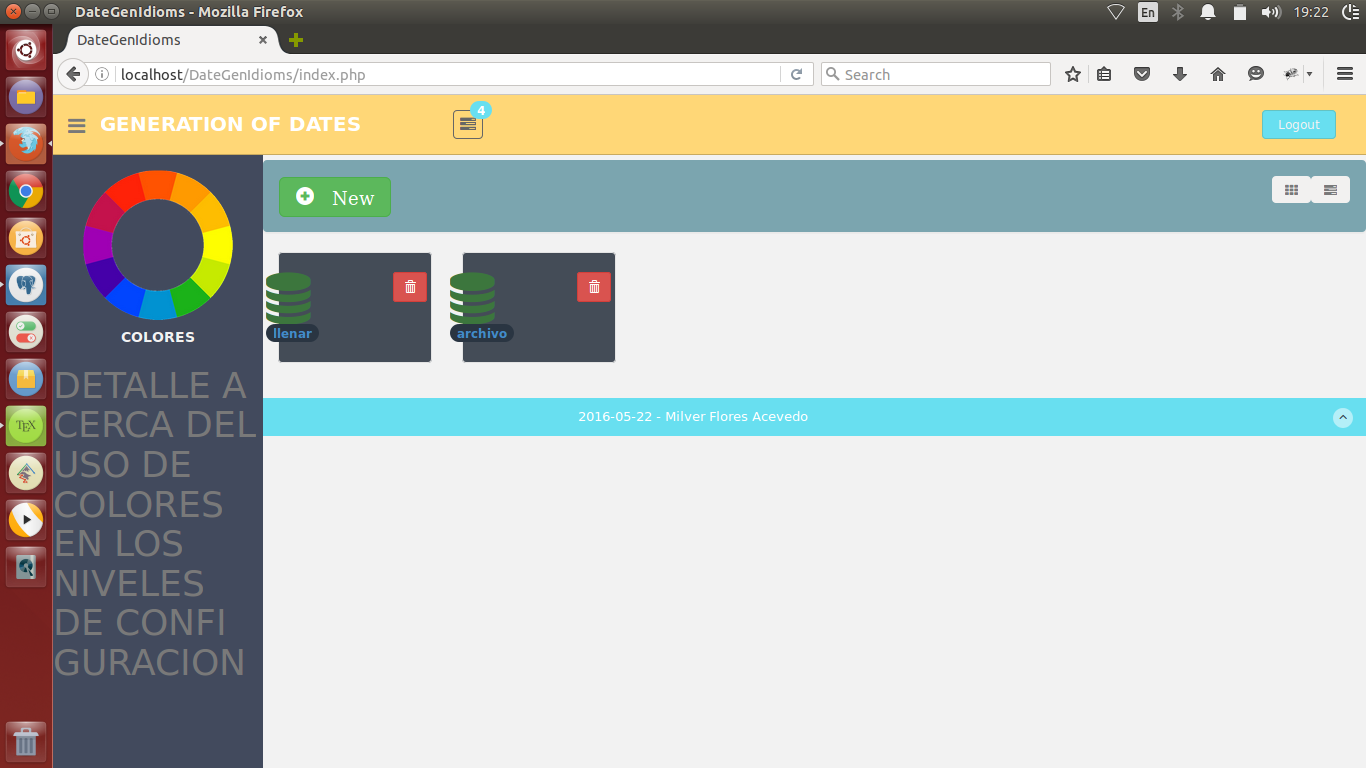 DateGenIdioms - Mozilla Firefox
En
19:22
DateGenIdioms
localhost/DateGenIdioms/index.php
Search
GENERATION OF DATES
4
Logout
New
llenar
archivo
COLORES
DETALLE A
CERCA DEL
USO DE
COLORES
EN LOS
NIVELES
DE CONFI
GURACION
2016-05-22 - Milver Flores Acevedo
TEX